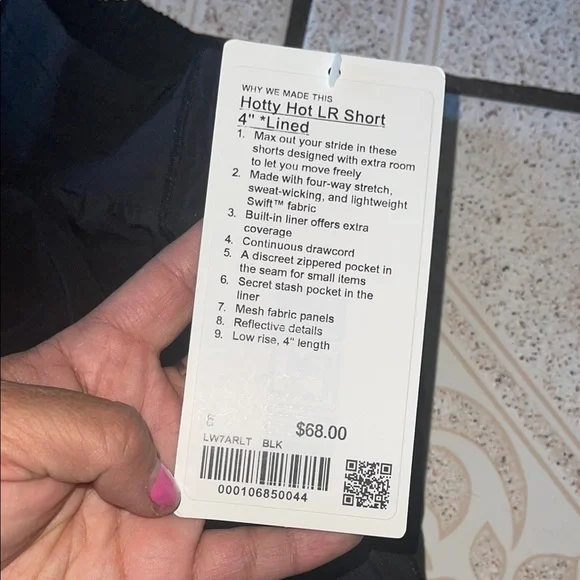 WHY WE MADE THIS
Hotty Hot LR Short
4" *Lined
1. Max out your stride in these
shorts designed with extra room
to let you move freely
2. Made with four-way stretch,
sweat-wicking, and lightweight
Swift™ fabric
3. Built-in liner offers extra
coverage
4. Continuous drawcord
5. A discreet zippered pocket in
the seam for small items
6. Secret stash pocket in the
liner
7. Mesh fabric panels
8. Reflective details
9. Low rise, 4" length
$68.00
LW7ARLT BLK
000106850044